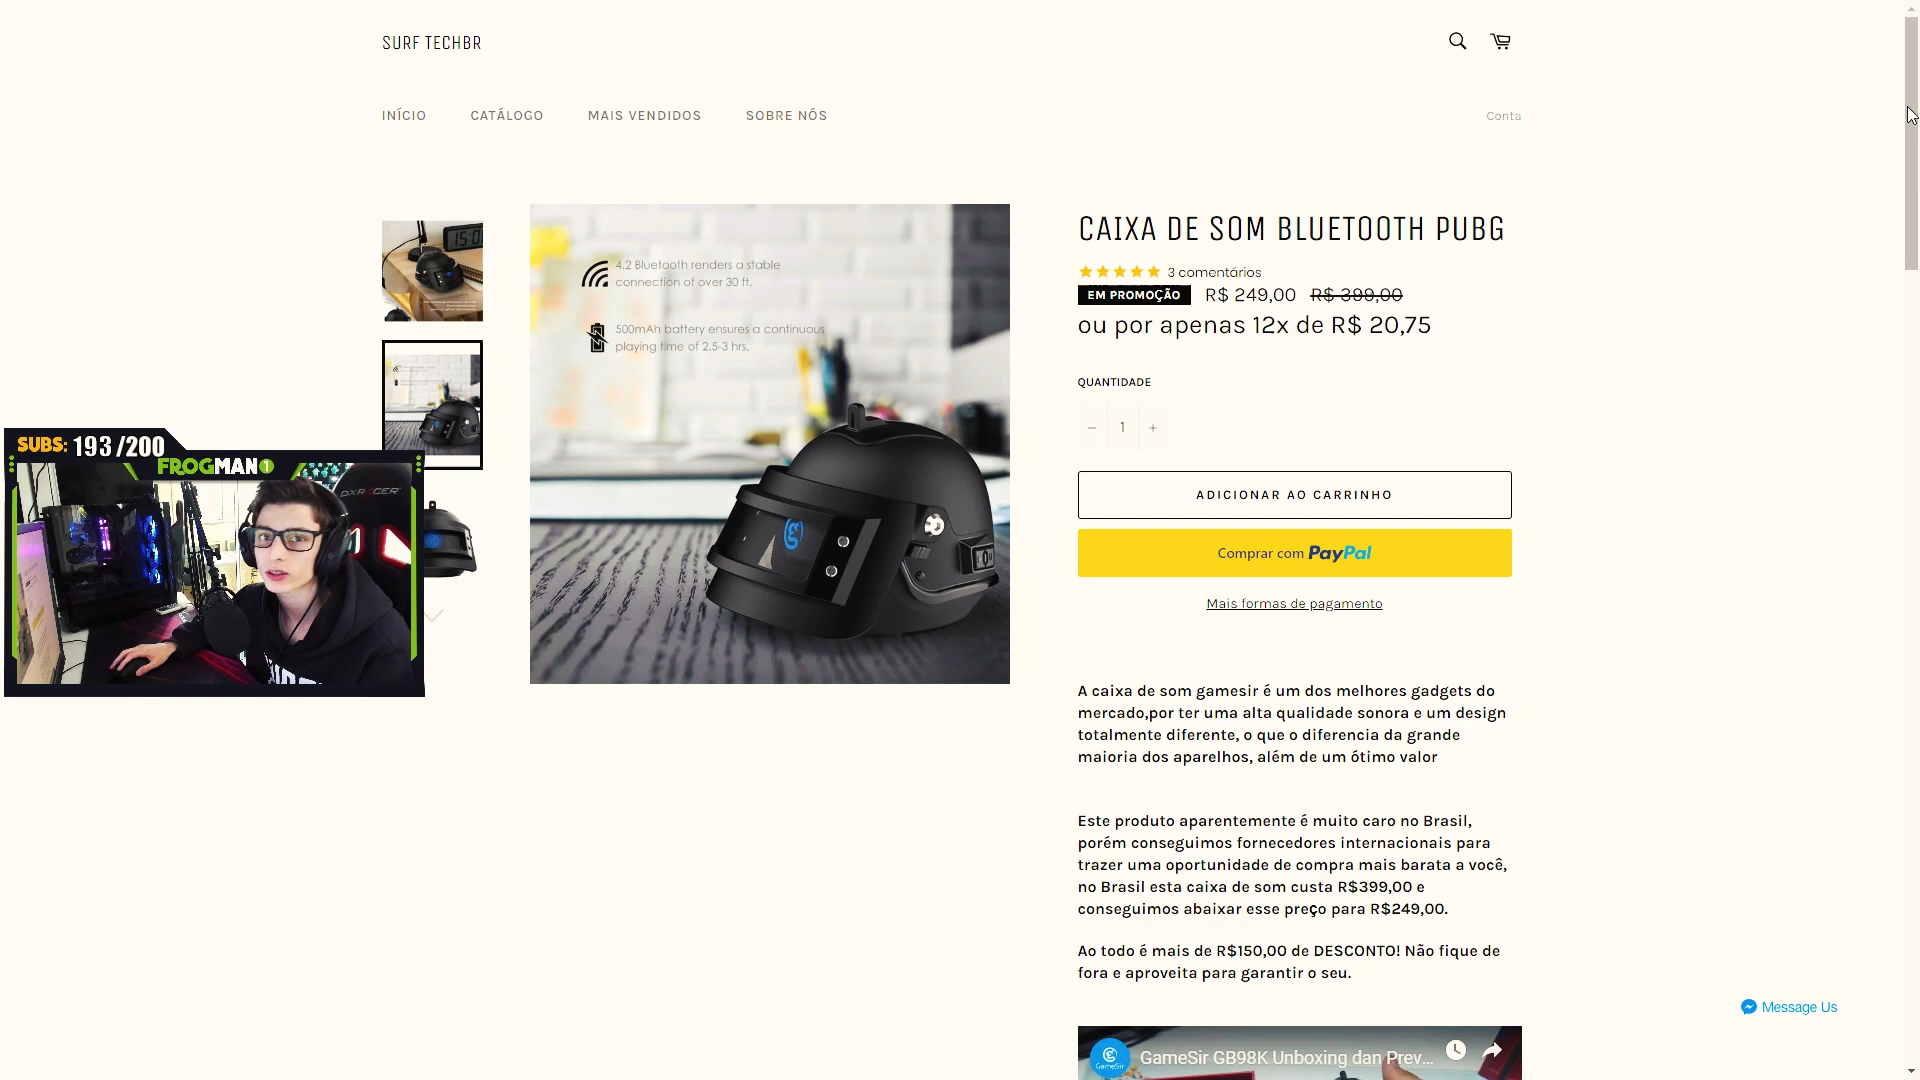 SURF TECHBR
INÍCIO
CATÁLOGO
MAIS VENDIDOS
SOBRE NÓS
Conta
4.2 Bluetooth renders a stable
connection of over 30 ft.
500mAh battery ensures a continuous
playing time of 2.5-3 hrs.
CAIXA DE SOM BLUETOOTH PUBG
3 comentários
EM PROMOÇÃO R$ 249,00 R$ 399,00
ou por apenas 12x de R$ 20,75
QUANTIDADE
− 1 +
ADICIONAR AO CARRINHO
Comprar com PayPal
Mais formas de pagamento
SUBS: 193 /200
FROGMAN1
DXRACER
A caixa de som gamesir é um dos melhores gadgets do
mercado,por ter uma alta qualidade sonora e um design
totalmente diferente, o que o diferencia da grande
maioria dos aparelhos, além de um ótimo valor
Este produto aparentemente é muito caro no Brasil,
porém conseguimos fornecedores internacionais para
trazer uma oportunidade de compra mais barata a você,
no Brasil esta caixa de som custa R$399,00 e
conseguimos abaixar esse preço para R$249,00.
Ao todo é mais de R$150,00 de DESCONTO! Não fique de
fora e aproveita para garantir o seu.
Message Us
GameSir GB98K Unboxing dan Prev...
GameSir